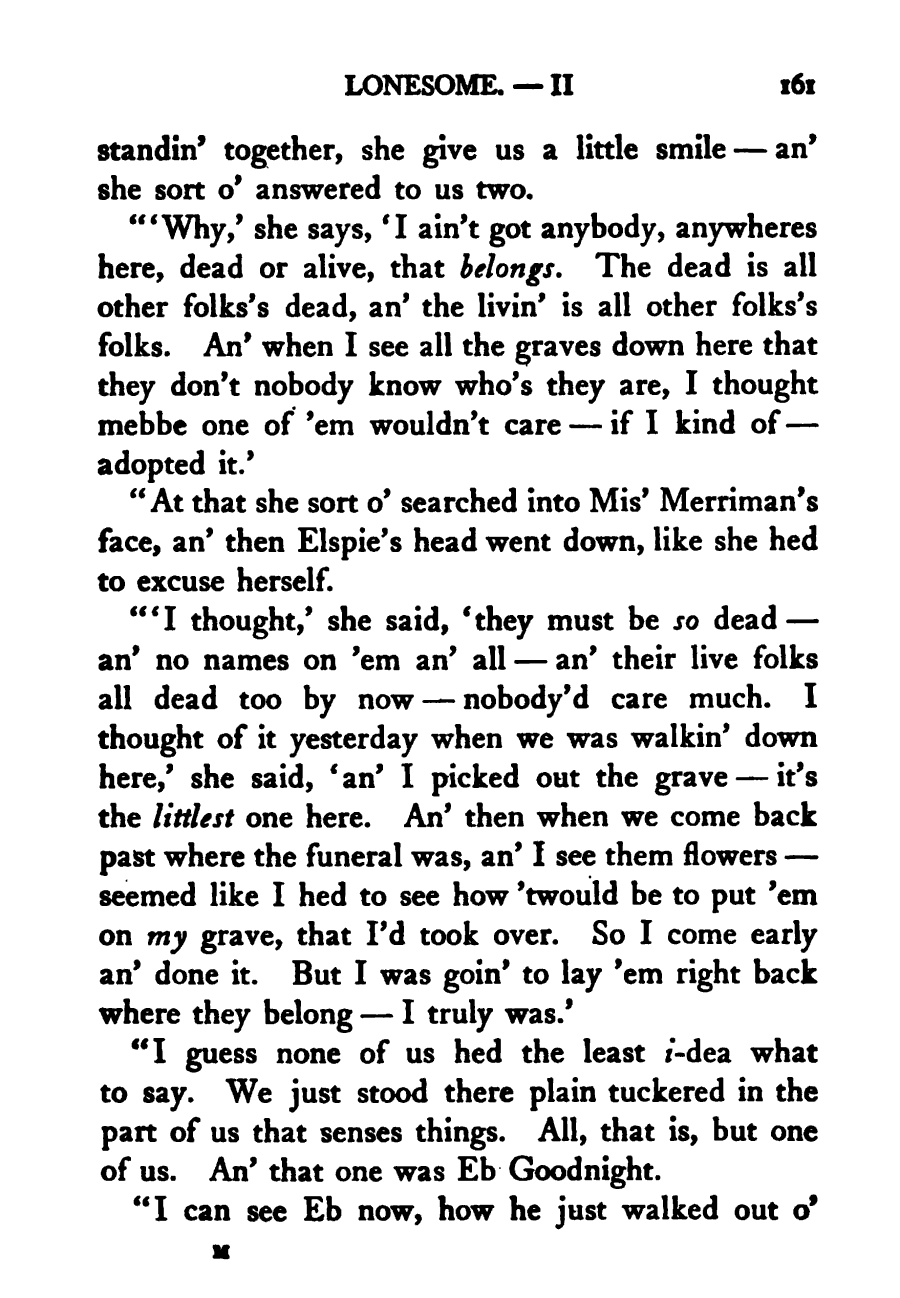 LONESOME. — II 161
standin' together, she give us a little smile — an'
she sort o' answered to us two.
"'Why,' she says, 'I ain't got anybody, anywheres
here, dead or alive, that belongs. The dead is all
other folks's dead, an' the livin' is all other folks's
folks. An' when I see all the graves down here that
they don't nobody know who's they are, I thought
mebbe one of 'em wouldn't care — if I kind of —
adopted it.'
"At that she sort o' searched into Mis' Merriman's
face, an' then Elspie's head went down, like she hed
to excuse herself.
"'I thought,' she said, 'they must be so dead —
an' no names on 'em an' all — an' their live folks
all dead too by now — nobody'd care much. I
thought of it yesterday when we was walkin' down
here,' she said, 'an' I picked out the grave — it's
the littlest one here. An' then when we come back
past where the funeral was, an' I see them flowers —
seemed like I hed to see how 'twould be to put 'em
on my grave, that I'd took over. So I come early
an' done it. But I was goin' to lay 'em right back
where they belong — I truly was.'
"I guess none of us hed the least i-dea what
to say. We just stood there plain tuckered in the
part of us that senses things. All, that is, but one
of us. An' that one was Eb Goodnight.
"I can see Eb now, how he just walked out o'
M